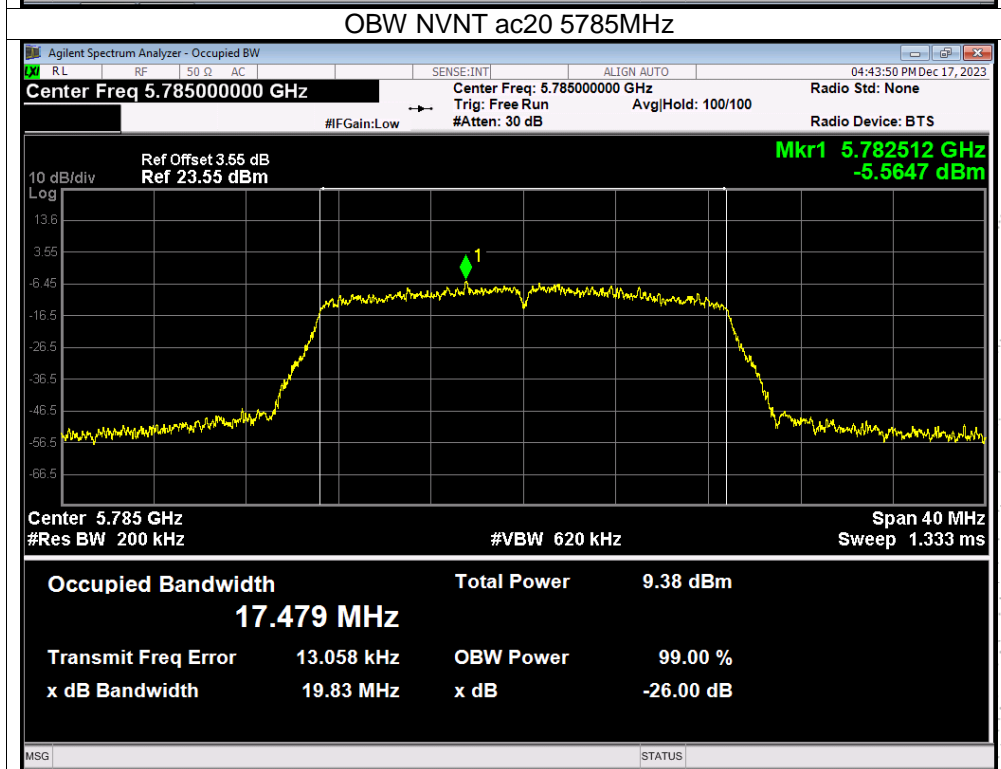 OBW NVNT ac20 5785MHz
Agilent Spectrum Analyzer - Occupied BW
LXI RL RF 50 Ω AC SENSE:INT ALIGN AUTO 04:43:50 PM Dec 17, 2023
Center Freq 5.785000000 GHz Center Freq: 5.785000000 GHz Radio Std: None
Trig: Free Run Avg|Hold: 100/100
#IFGain:Low #Atten: 30 dB Radio Device: BTS
Mkr1 5.782512 GHz
-5.5647 dBm
Ref Offset 3.55 dB
10 dB/div Ref 23.55 dBm
Log
13.6
3.55
1
-6.45
-16.5
-26.5
-36.5
-46.5
-56.5
-66.5
Center 5.785 GHz Span 40 MHz
#Res BW 200 kHz #VBW 620 kHz Sweep 1.333 ms
Occupied Bandwidth Total Power 9.38 dBm
17.479 MHz
Transmit Freq Error 13.058 kHz OBW Power 99.00 %
x dB Bandwidth 19.83 MHz x dB -26.00 dB
MSG STATUS